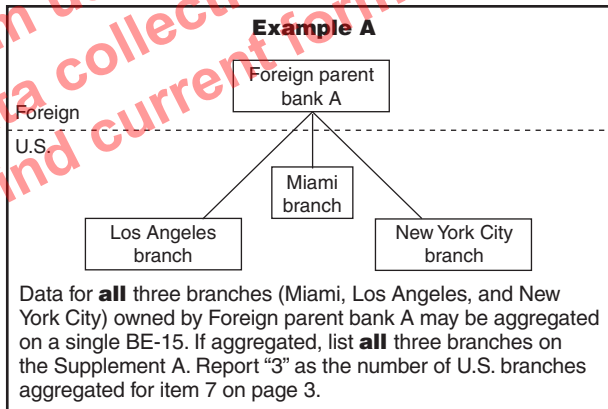 Example A
Foreign parent
bank A
Foreign
U.S.
Miami
branch
Los Angeles
branch
New York City
branch
Data for all three branches (Miami, Los Angeles, and New
York City) owned by Foreign parent bank A may be aggregated
on a single BE-15. If aggregated, list all three branches on
the Supplement A. Report “3” as the number of U.S. branches
aggregated for item 7 on page 3.
ta collection
ind current form